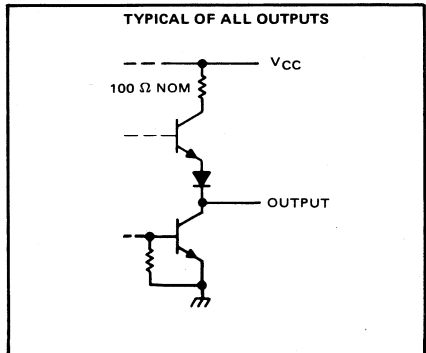 TYPICAL OF ALL OUTPUTS
VCC
100 Ω NOM
OUTPUT